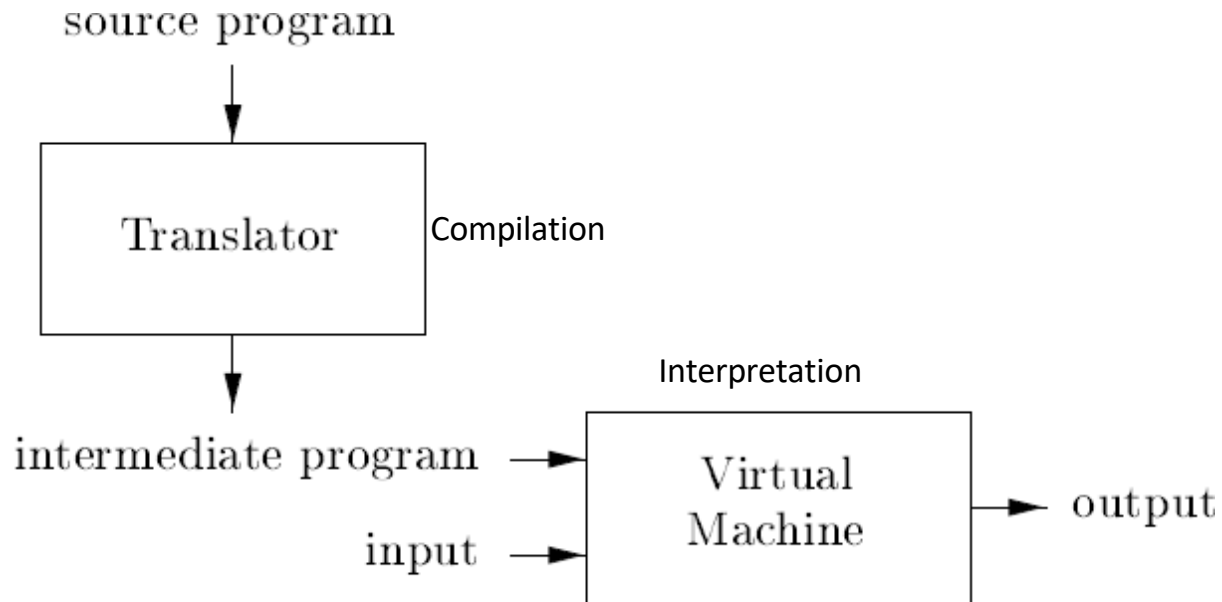 source program
Translator
Compilation
Interpretation
intermediate program
Virtual
Machine
input
output